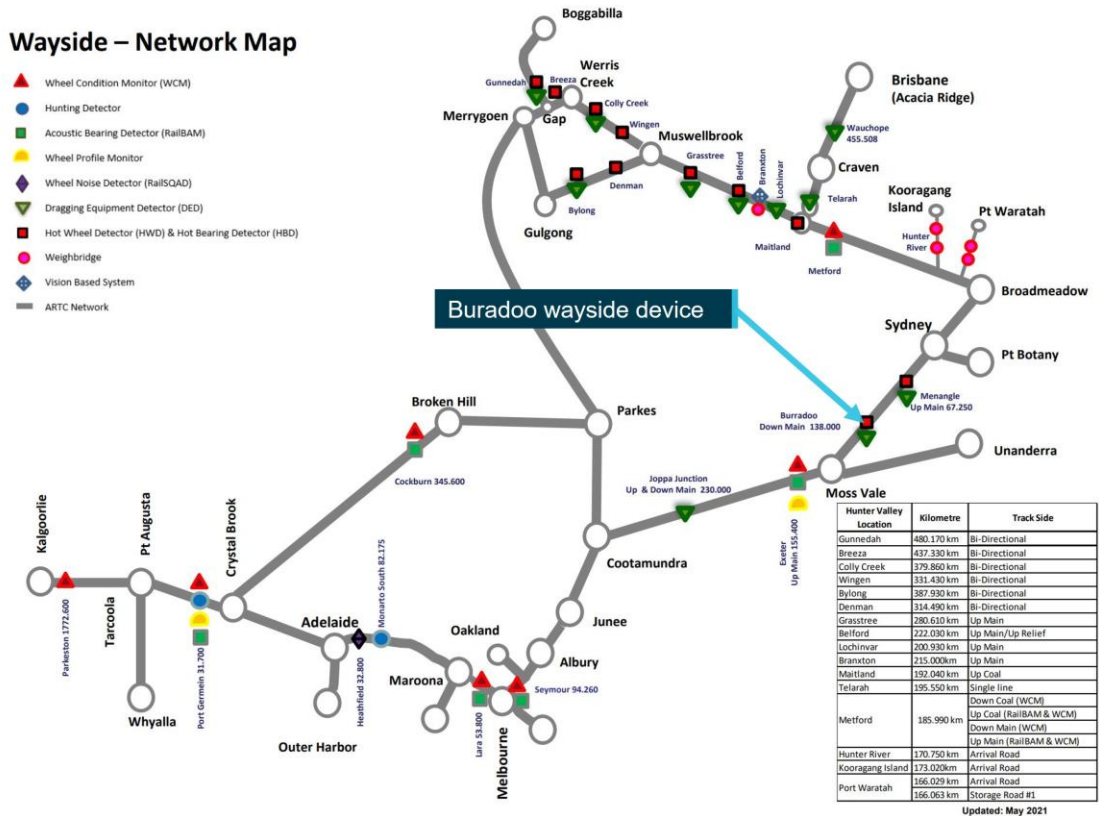 Wayside – Network Map
Wheel Condition Monitor (WCM)
Hunting Detector
Acoustic Bearing Detector (RailBAM)
Wheel Profile Monitor
Wheel Noise Detector (RailSQAD)
Dragging Equipment Detector (DED)
Hot Wheel Detector (HWD) & Hot Bearing Detector (HBD)
Weighbridge
Vision Based System
ARTC Network
Boggabilla
Werris
Creek
Gunnedah
Breeza
Merrygoen
Gap
Colly Creek
Wingen
Muswellbrook
Brisbane
(Acacia Ridge)
Wauchope
455.508
Craven
Grasstree
Belford
Branxton
Lochinvar
Telarah
Kooragang
Island
Pt Waratah
Denman
Bylong
Gulgong
Maitland
Metford
Hunter
River
Broadmeadow
Buradoo wayside device
Sydney
Pt Botany
Menangle
Up Main 67.250
Broken Hill
Parkes
Burradoo
Down Main 138.000
Unanderra
Cockburn 345.600
Joppa Junction
Up & Down Main 230.000
Moss Vale
Exeter
Up Main 155.400
Kalgoorlie
Pt Augusta
Crystal Brook
Cootamundra
Parkeston 1772.600
Tarcoola
Port Germein 31.700
Whyalla
Adelaide
Monarto South 82.175
Heathfield 32.800
Outer Harbor
Oakland
Junee
Albury
Maroona
Seymour 94.260
Lara 53.800
Melbourne
Hunter Valley
Location Kilometre Track Side
Gunnedah 480.170 km Bi-Directional
Breeza 437.330 km Bi-Directional
Colly Creek 379.860 km Bi-Directional
Wingen 331.430 km Bi-Directional
Bylong 387.930 km Bi-Directional
Denman 314.490 km Bi-Directional
Grasstree 280.610 km Up Main
Belford 222.030 km Up Main/Up Relief
Lochinvar 200.930 km Up Main
Branxton 215.000km Up Main
Maitland 192.040 km Up Coal
Telarah 195.550 km Single line
Metford 185.990 km Down Coal (WCM)
Up Coal (RailBAM & WCM)
Down Main (WCM)
Up Main (RailBAM & WCM)
Hunter River 170.750 km Arrival Road
Kooragang Island 173.020km Arrival Road
Port Waratah 166.029 km Arrival Road
166.063 km Storage Road #1
Updated: May 2021